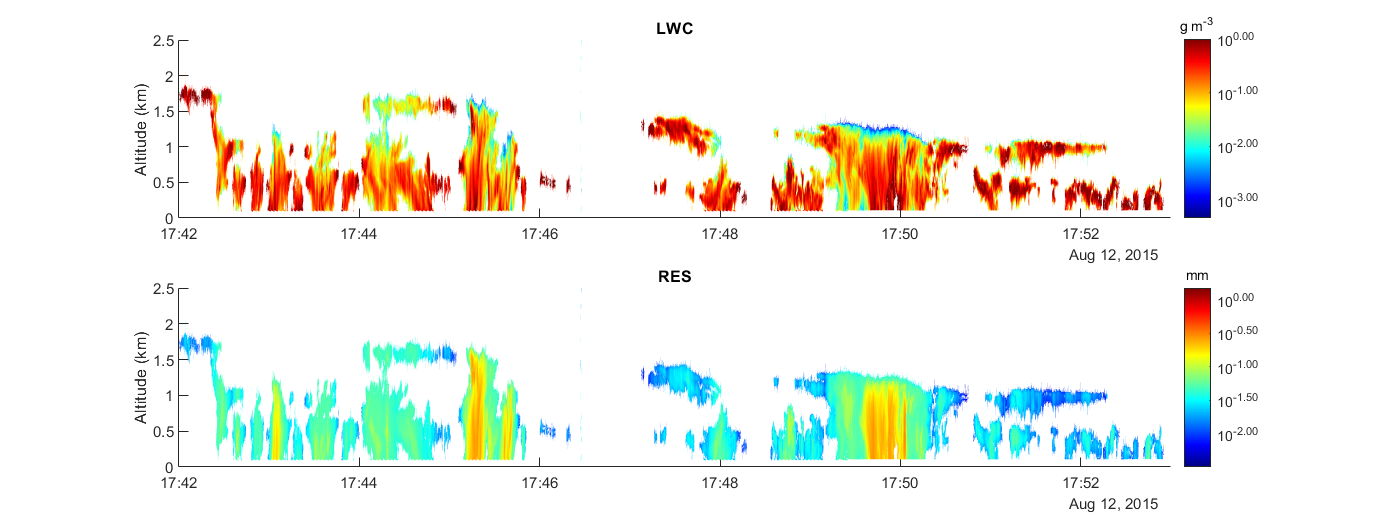 LWC
g m-3
2.5
2
1.5
1
0.5
0
Altitude (km)
10^0.00
10^-1.00
10^-2.00
10^-3.00
17:42 17:44 17:46 17:48 17:50 17:52
Aug 12, 2015
RES
mm
2.5
2
1.5
1
0.5
0
Altitude (km)
10^0.00
10^-0.50
10^-1.00
10^-1.50
10^-2.00
17:42 17:44 17:46 17:48 17:50 17:52
Aug 12, 2015